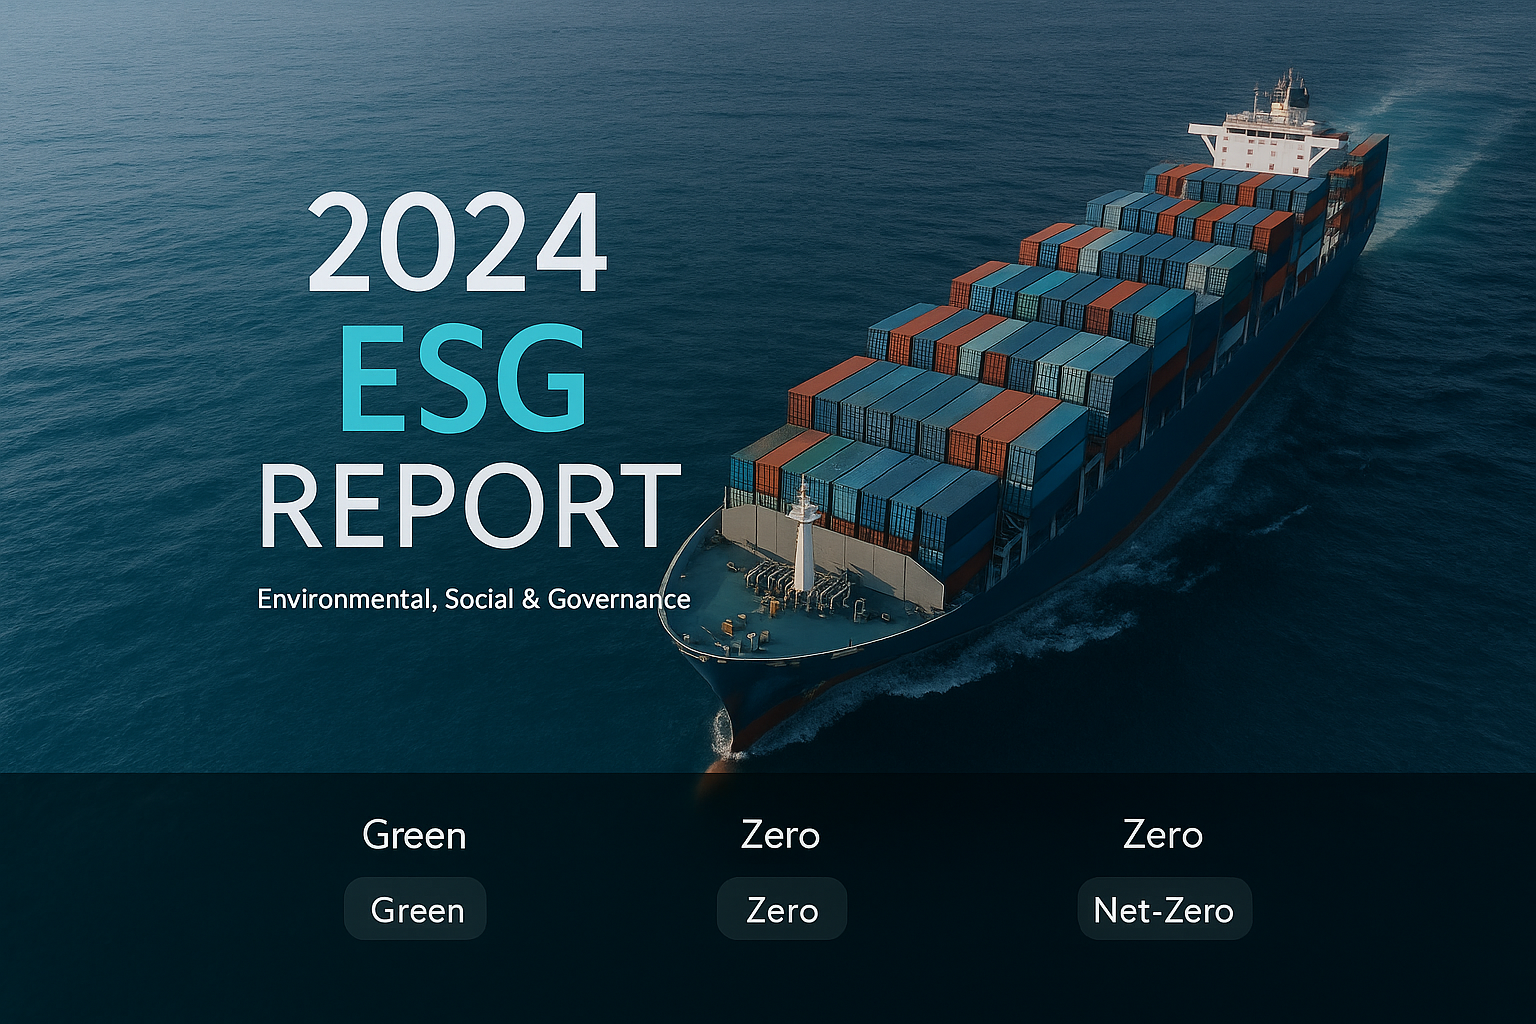 2024
ESG
REPORT
Environmental, Social & Governance
Green
Zero
Zero
Green
Zero
Net-Zero